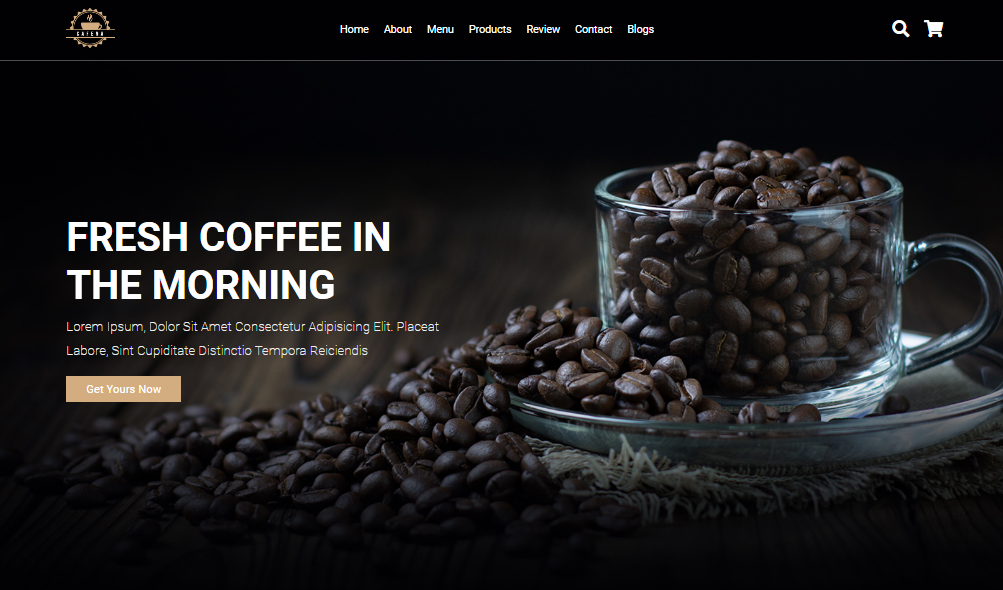 CAFENA
Home About Menu Products Review Contact Blogs
FRESH COFFEE IN
THE MORNING
Lorem Ipsum, Dolor Sit Amet Consectetur Adipisicing Elit. Placeat
Labore, Sint Cupiditate Distinctio Tempora Reiciendis
Get Yours Now